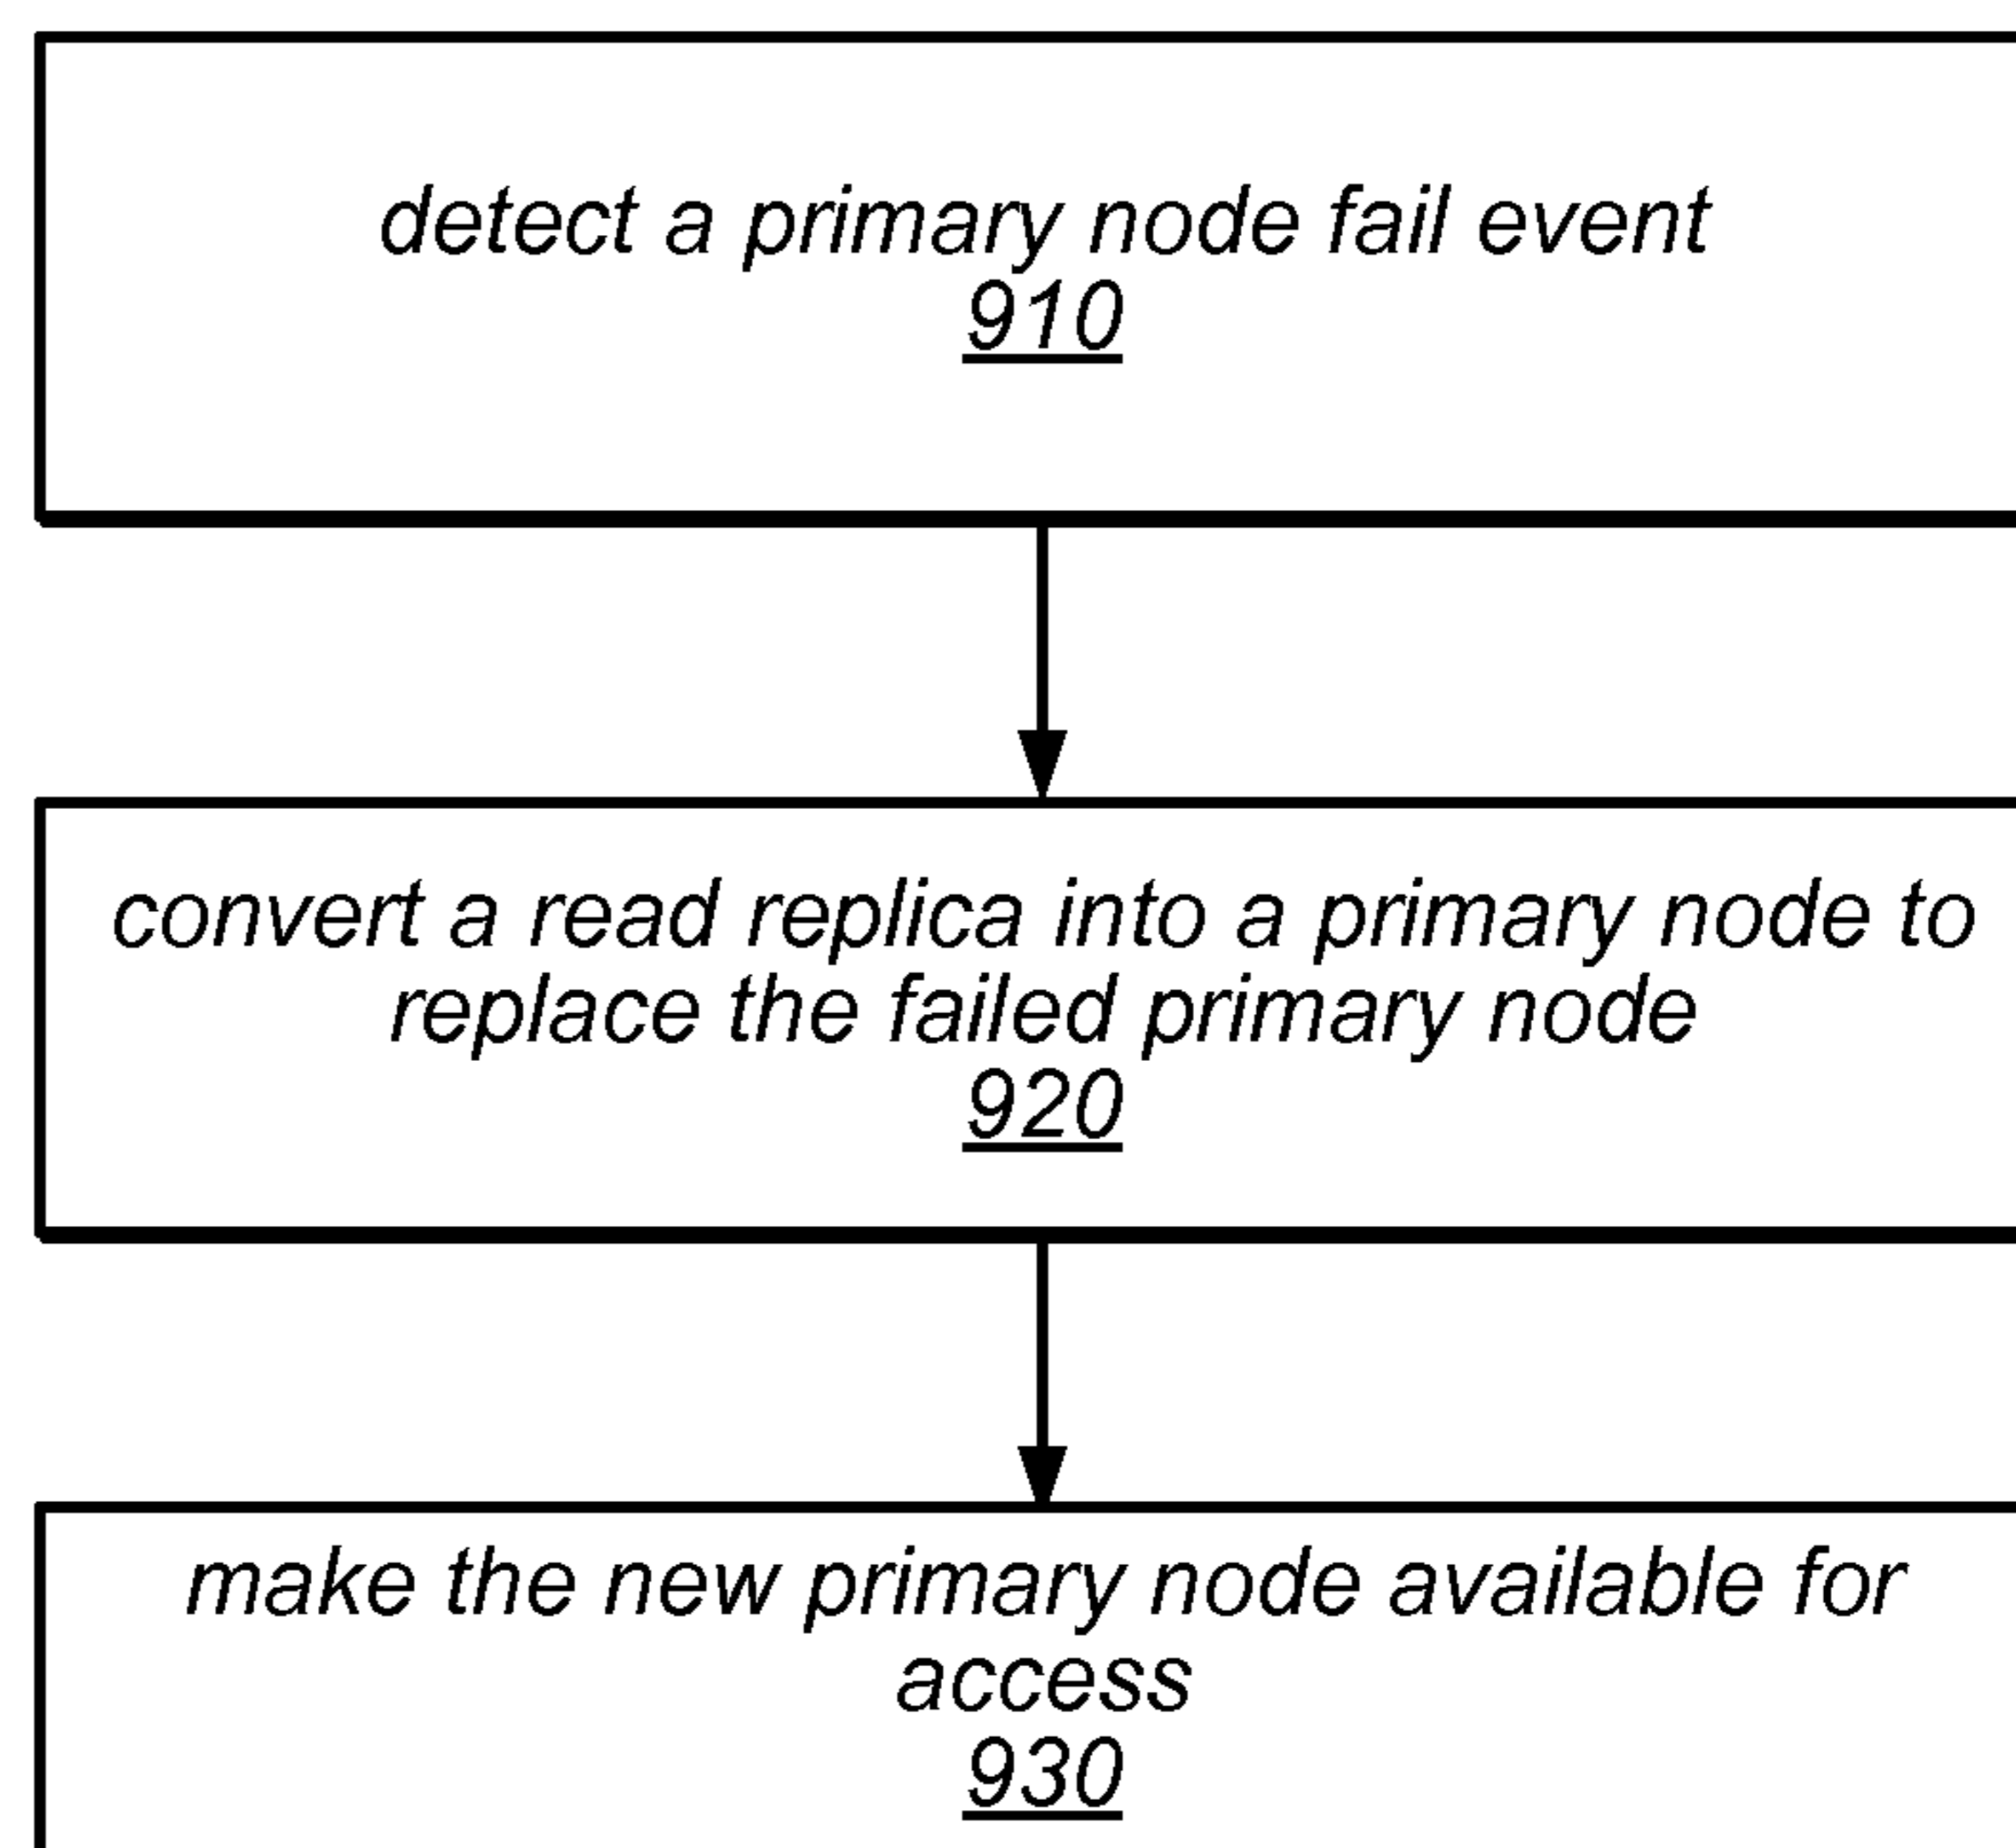 detect a primary node fail event
910
convert a read replica into a primary node to
replace the failed primary node
920
make the new primary node available for
access
930